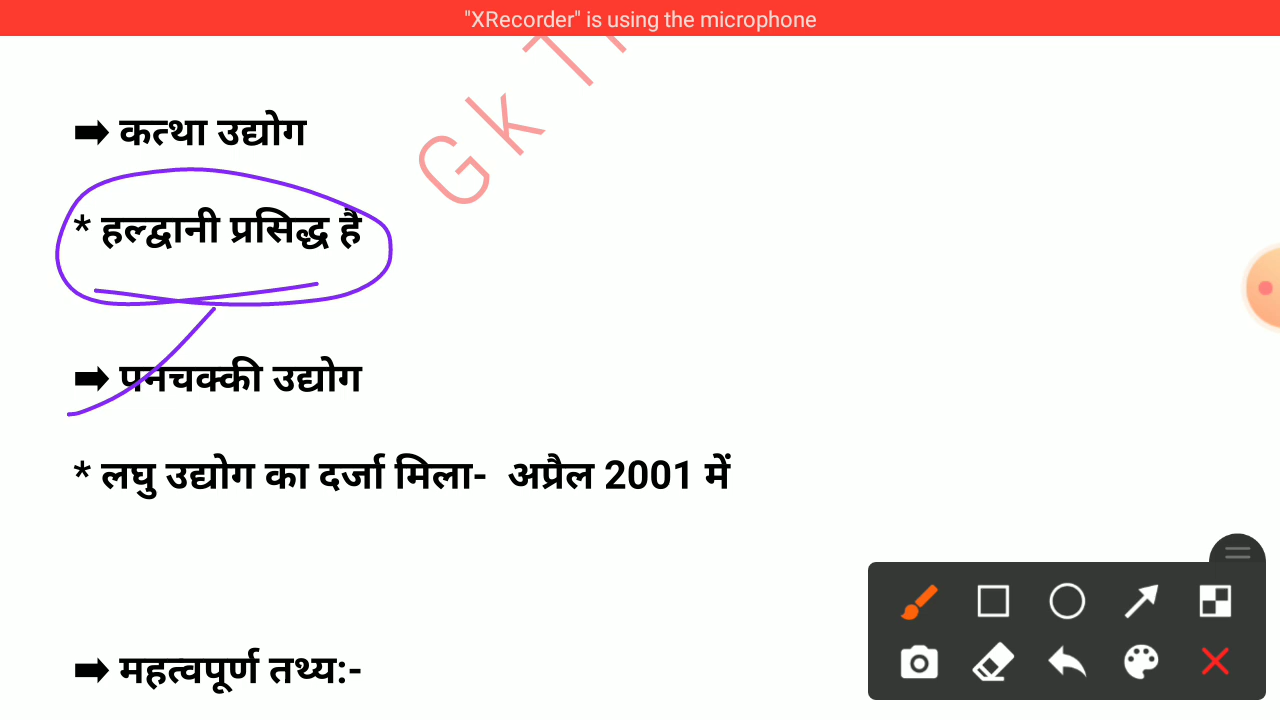 "XRecorder" is using the microphone
Gk
➡ कत्था उद्योग
* हल्द्वानी प्रसिद्ध है
➡ पनचक्की उद्योग
* लघु उद्योग का दर्जा मिला- अप्रैल 2001 में
➡ महत्वपूर्ण तथ्य:-